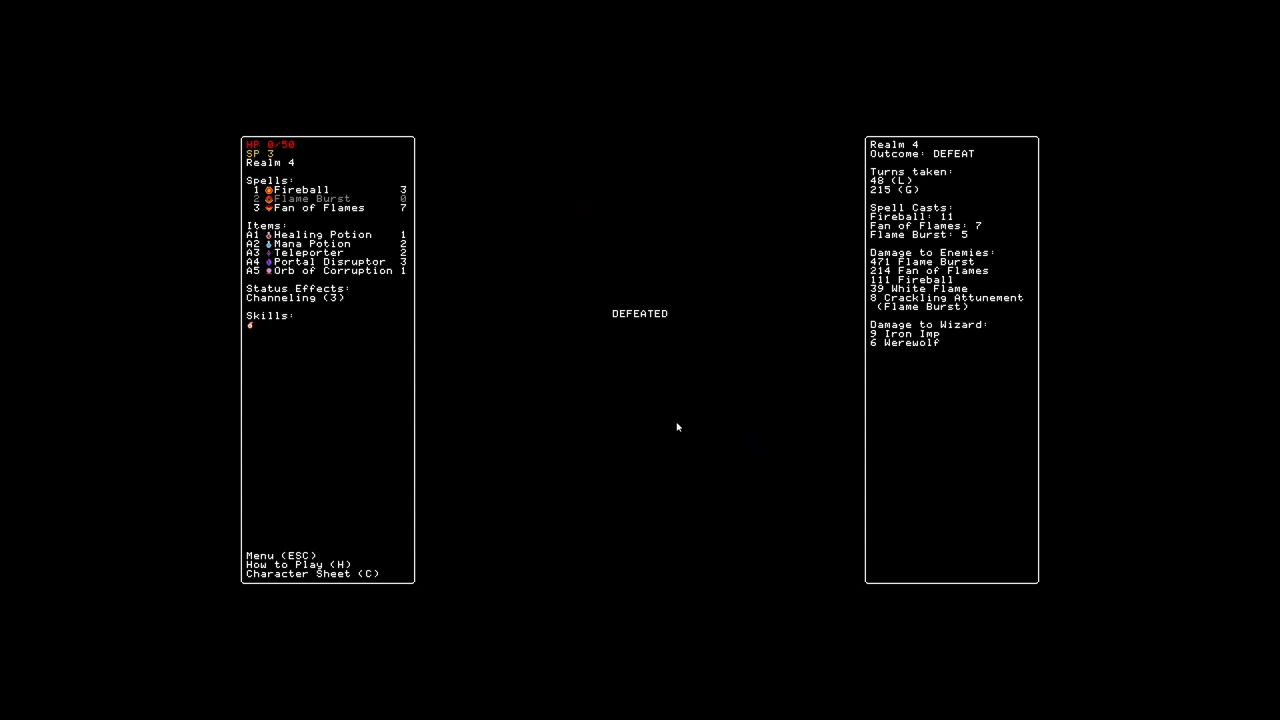 HP 0/50
SP 3
Realm 4
Spells:
1 Fireball 3
2 Flame Burst 0
3 Fan of Flames 7
Items:
A1 Healing Potion 1
A2 Mana Potion 2
A3 Teleporter 2
A4 Portal Disruptor 3
A5 Orb of Corruption 1
Status Effects:
Channeling (3)
Skills:
Menu (ESC)
How to Play (H)
Character Sheet (C)
DEFEATED
Realm 4
Outcome: DEFEAT
Turns taken:
48 (L)
215 (G)
Spell Casts:
Fireball: 11
Fan of Flames: 7
Flame Burst: 5
Damage to Enemies:
471 Flame Burst
214 Fan of Flames
111 Fireball
39 White Flame
8 Crackling Attunement
(Flame Burst)
Damage to Wizard:
9 Iron Imp
6 Werewolf